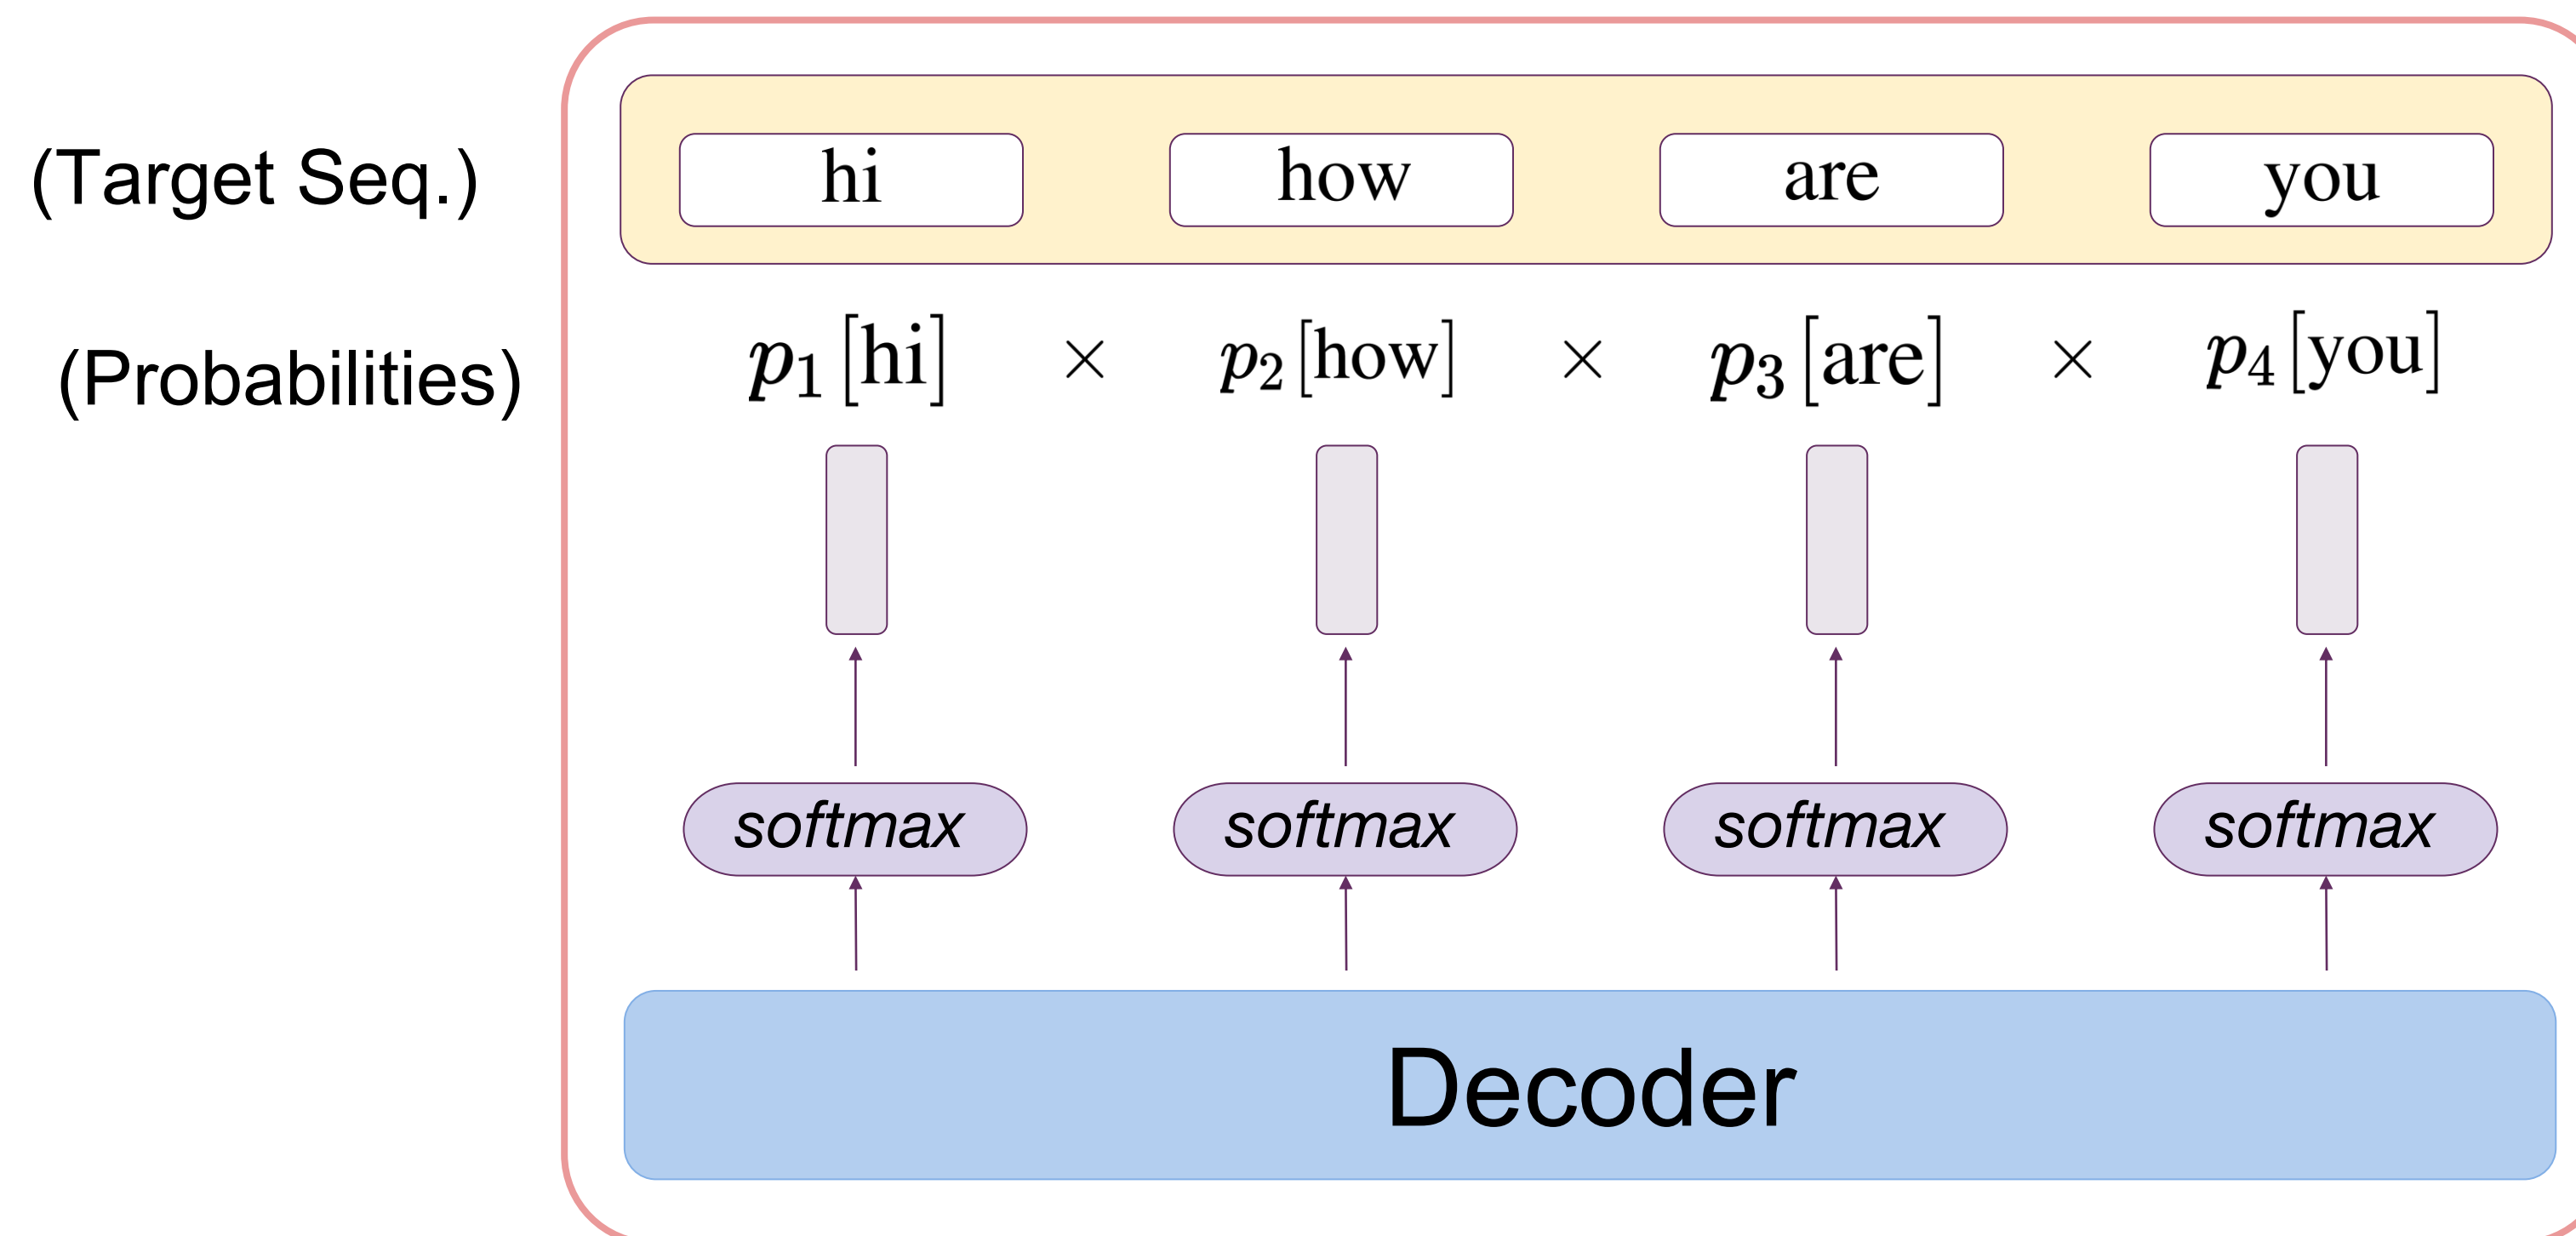 (Target Seq.) hi how are you
(Probabilities) p₁ [hi] × p₂ [how] × p₃ [are] × p₄ [you]
softmax softmax softmax softmax
Decoder